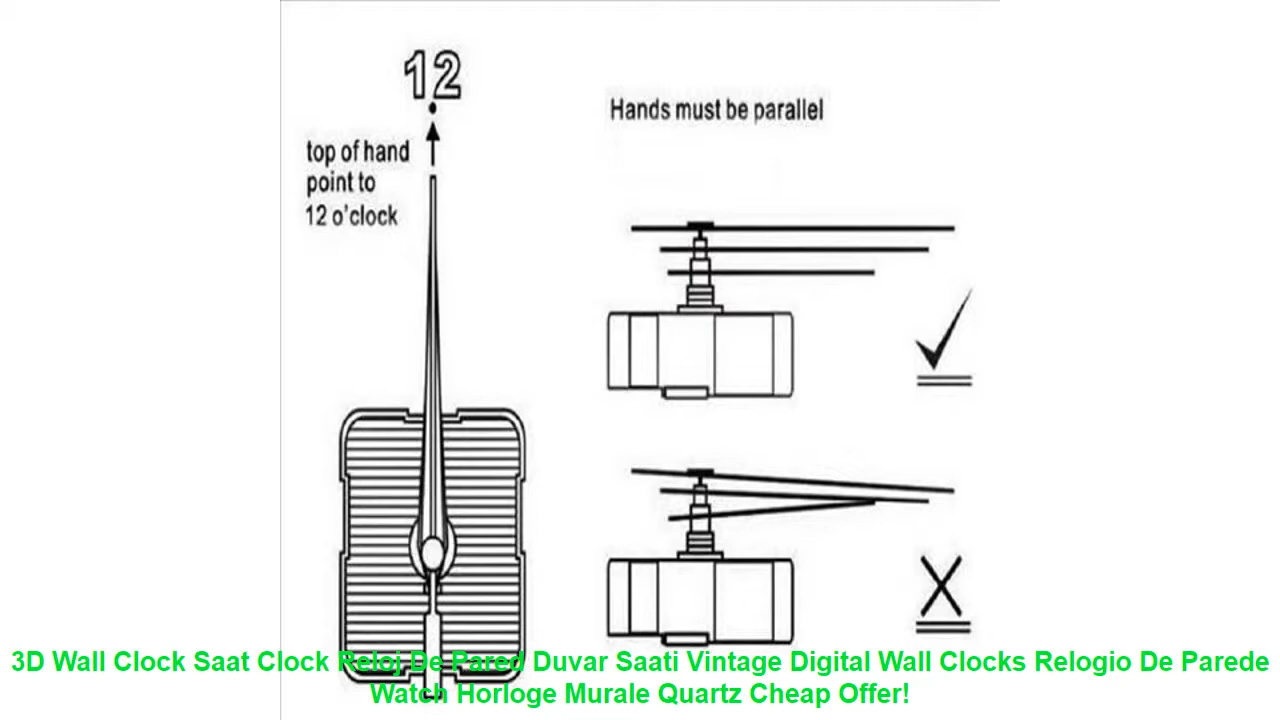 12
top of hand
point to
12 o'clock
Hands must be parallel
3D Wall Clock Saat Clock Reloj De Pared Duvar Saati Vintage Digital Wall Clocks Relogio De Parede
Watch Horloge Murale Quartz Cheap Offer!